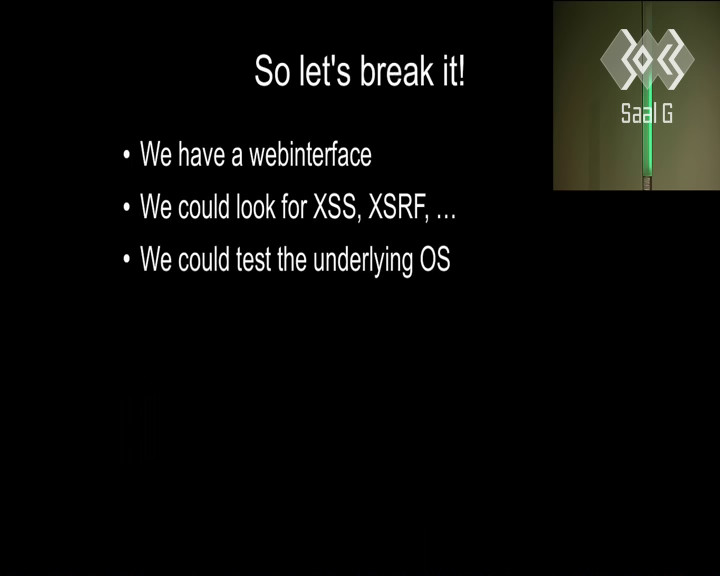 So let's break it!
• We have a webinterface
• We could look for XSS, XSRF, …
• We could test the underlying OS
Saal G